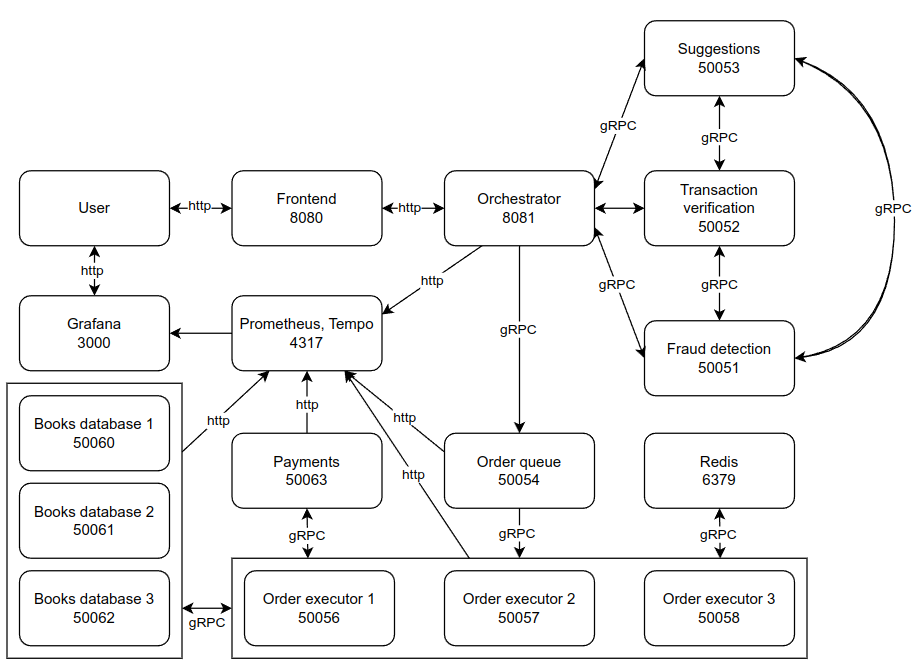 Suggestions
50053
gRPC
gRPC
User
http
Frontend
8080
http
Orchestrator
8081
Transaction
verification
50052
gRPC
http
http
gRPC
gRPC
Grafana
3000
Prometheus, Tempo
4317
gRPC
Fraud detection
50051
Books database 1
50060
http
http
http
Payments
50063
http
Order queue
50054
Redis
6379
Books database 2
50061
gRPC
gRPC
gRPC
Books database 3
50062
gRPC
Order executor 1
50056
Order executor 2
50057
Order executor 3
50058